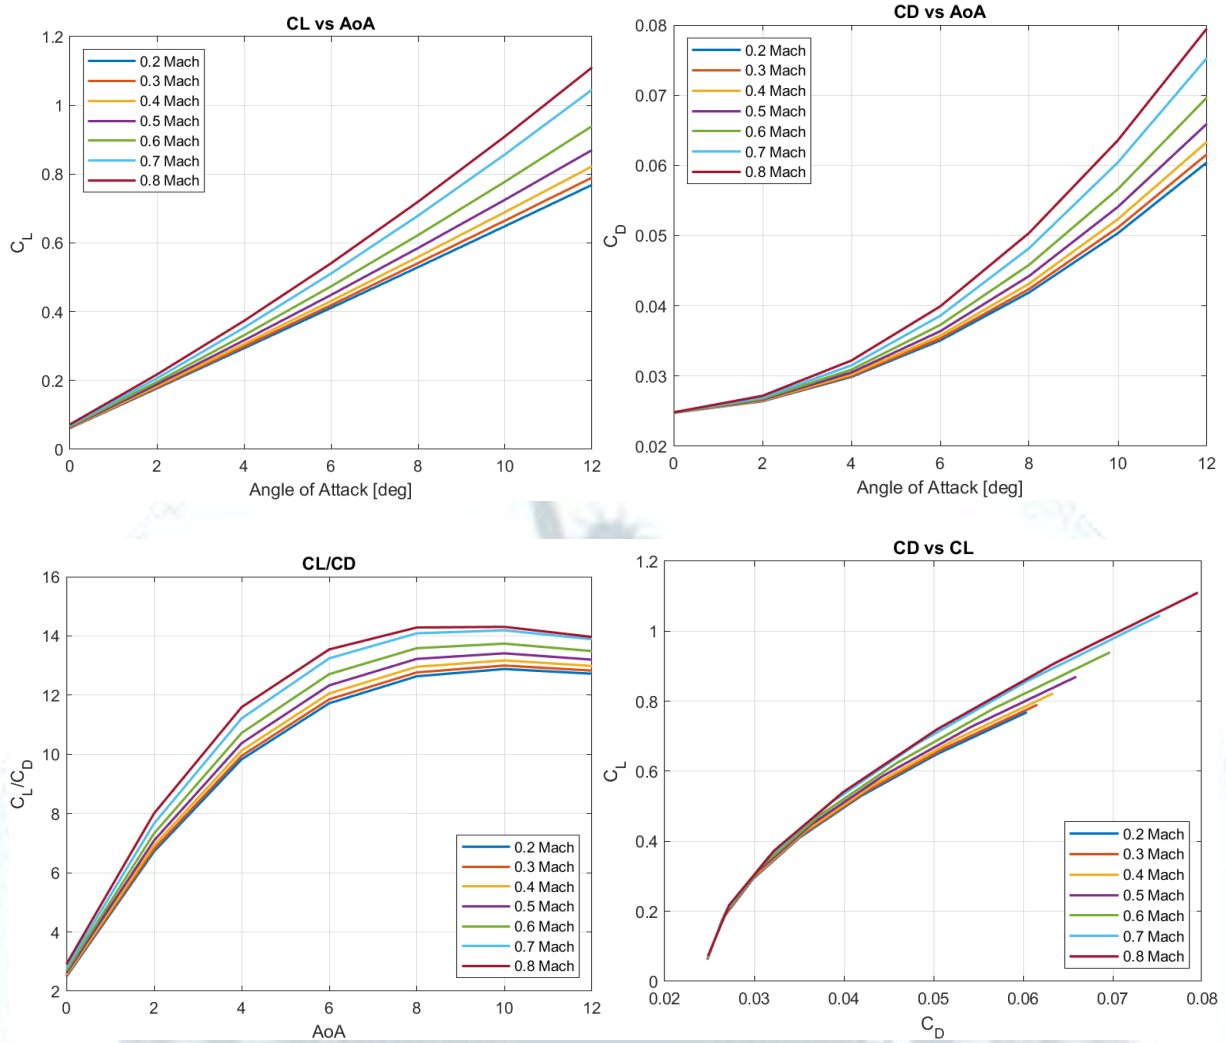 CL vs AoA
1.2
1
0.8
0.6
0.4
0.2
0
C_L
0.2 Mach
0.3 Mach
0.4 Mach
0.5 Mach
0.6 Mach
0.7 Mach
0.8 Mach
0 2 4 6 8 10 12
Angle of Attack [deg]
CD vs AoA
0.08
0.07
0.06
0.05
0.04
0.03
0.02
C_D
0.2 Mach
0.3 Mach
0.4 Mach
0.5 Mach
0.6 Mach
0.7 Mach
0.8 Mach
0 2 4 6 8 10 12
Angle of Attack [deg]
CL/CD
16
14
12
10
8
6
4
2
C_L/C_D
0.2 Mach
0.3 Mach
0.4 Mach
0.5 Mach
0.6 Mach
0.7 Mach
0.8 Mach
0 2 4 6 8 10 12
AoA
CD vs CL
1.2
1
0.8
0.6
0.4
0.2
0
C_L
0.2 Mach
0.3 Mach
0.4 Mach
0.5 Mach
0.6 Mach
0.7 Mach
0.8 Mach
0.02 0.03 0.04 0.05 0.06 0.07 0.08
C_D